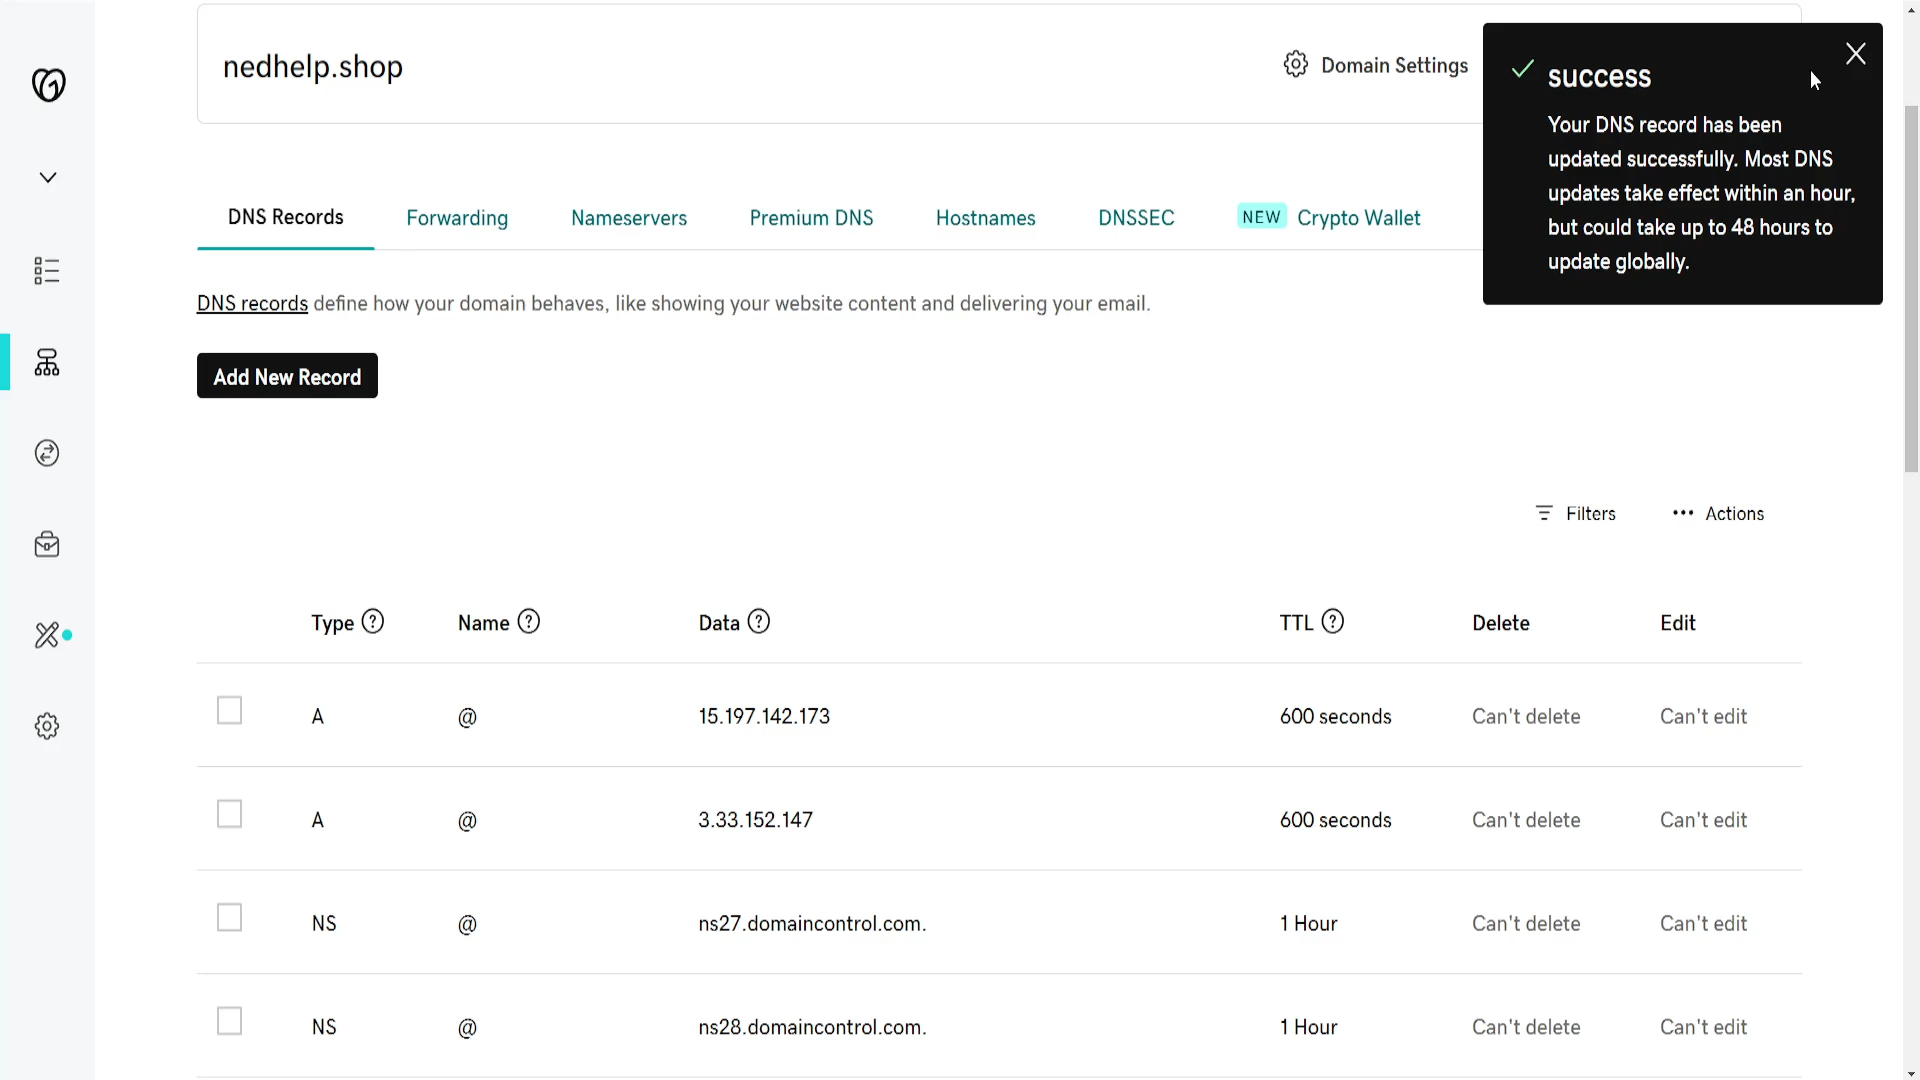 nedhelp.shop
Domain Settings
success
Your DNS record has been
updated successfully. Most DNS
updates take effect within an hour,
but could take up to 48 hours to
update globally.
DNS Records Forwarding Nameservers Premium DNS Hostnames DNSSEC NEW Crypto Wallet
DNS records define how your domain behaves, like showing your website content and delivering your email.
Add New Record
Filters ••• Actions
Type ? Name ? Data ? TTL ? Delete Edit
A @ 15.197.142.173 600 seconds Can't delete Can't edit
A @ 3.33.152.147 600 seconds Can't delete Can't edit
NS @ ns27.domaincontrol.com. 1 Hour Can't delete Can't edit
NS @ ns28.domaincontrol.com. 1 Hour Can't delete Can't edit